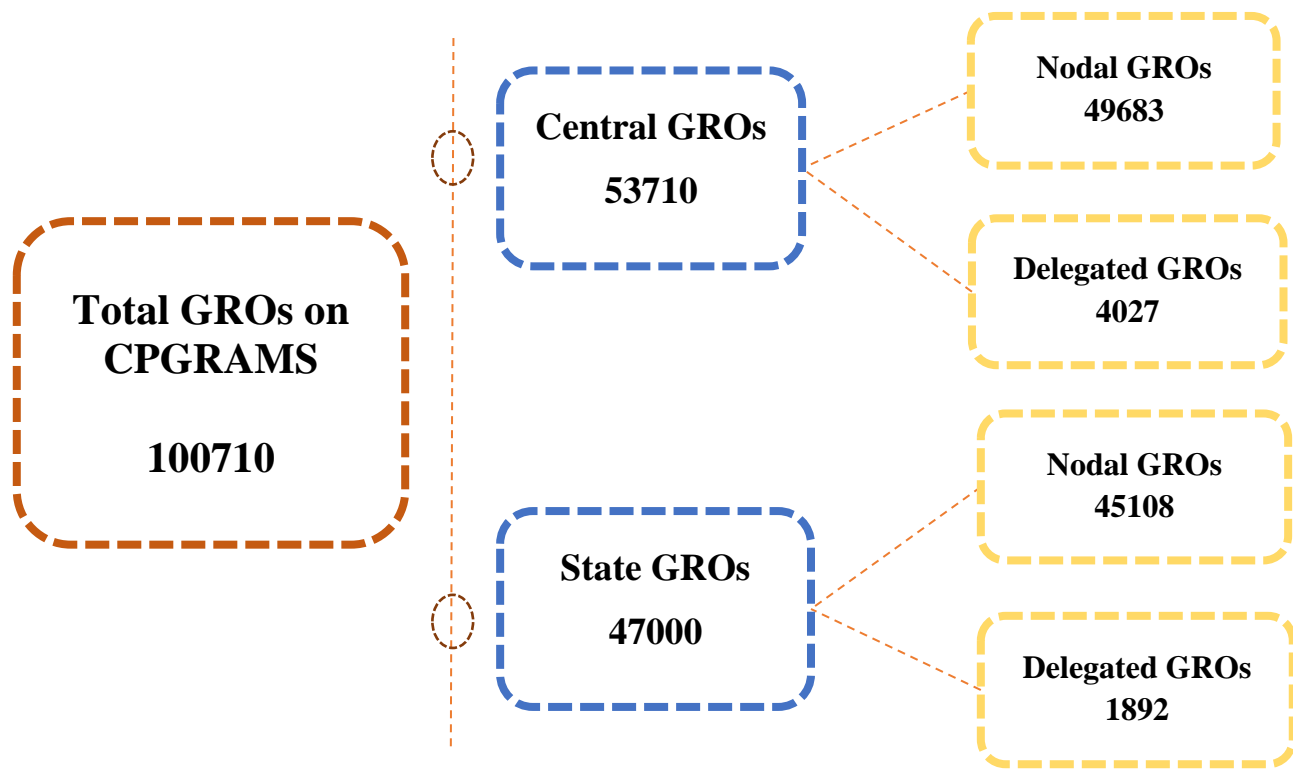 Total GROs on
CPGRAMS
100710
Central GROs
53710
Nodal GROs
49683
Delegated GROs
4027
State GROs
47000
Nodal GROs
45108
Delegated GROs
1892